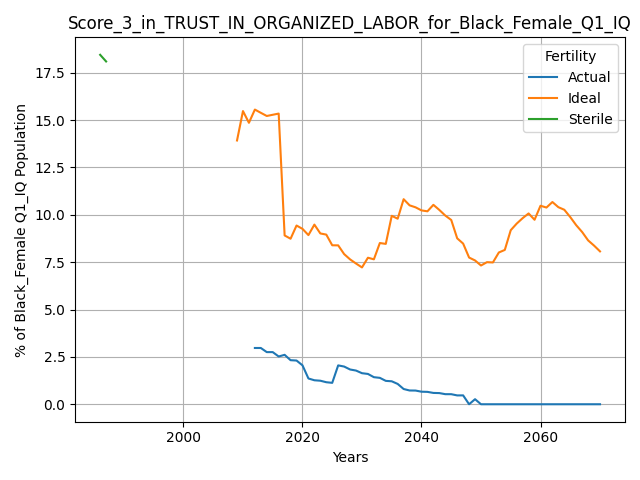 Score_3_in_TRUST_IN_ORGANIZED_LABOR_for_Black_Female_Q1_IQ
Fertility
Actual
Ideal
Sterile
% of Black_Female Q1_IQ Population
17.5
15.0
12.5
10.0
7.5
5.0
2.5
0.0
2000
2020
2040
2060
Years